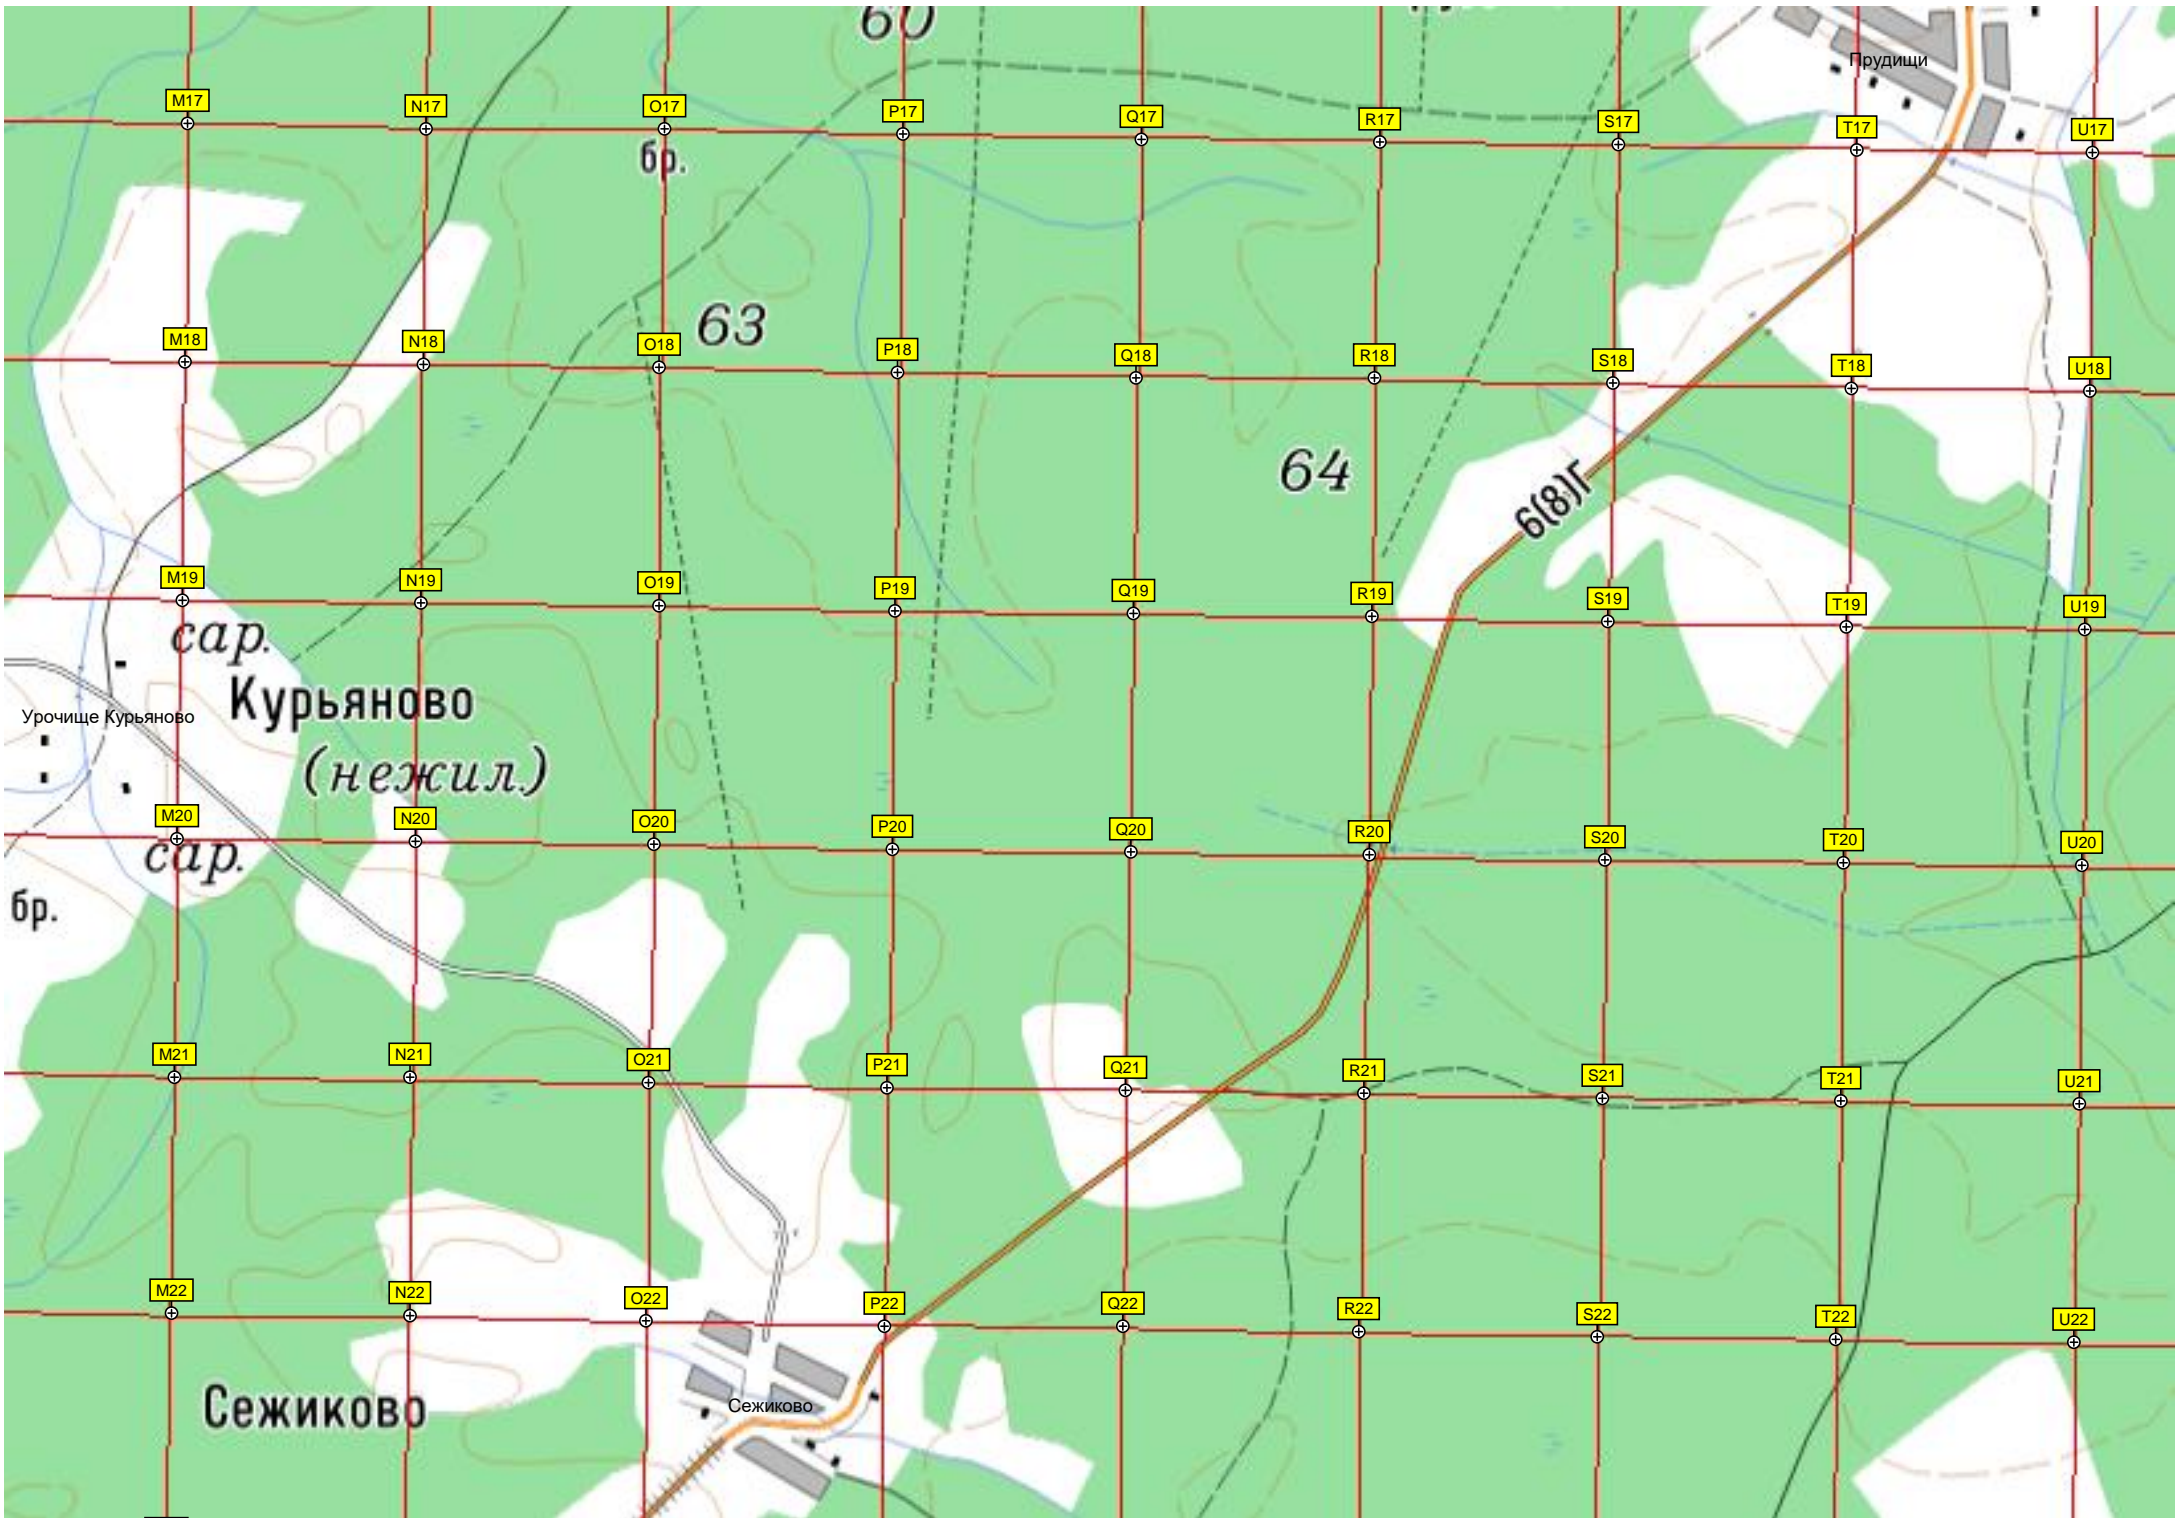 60
Прудищи
M17 N17 O17 P17 Q17 R17 S17 T17 U17
бр.
63
M18 N18 O18 P18 Q18 R18 S18 T18 U18
64
6(8)Г
M19 N19 O19 P19 Q19 R19 S19 T19 U19
сар.
Курьяново
Урочище Курьяново
(нежил.)
M20 N20 O20 P20 Q20 R20 S20 T20 U20
сар.
бр.
M21 N21 O21 P21 Q21 R21 S21 T21 U21
M22 N22 O22 P22 Q22 R22 S22 T22 U22
Сежиково
Сежиково